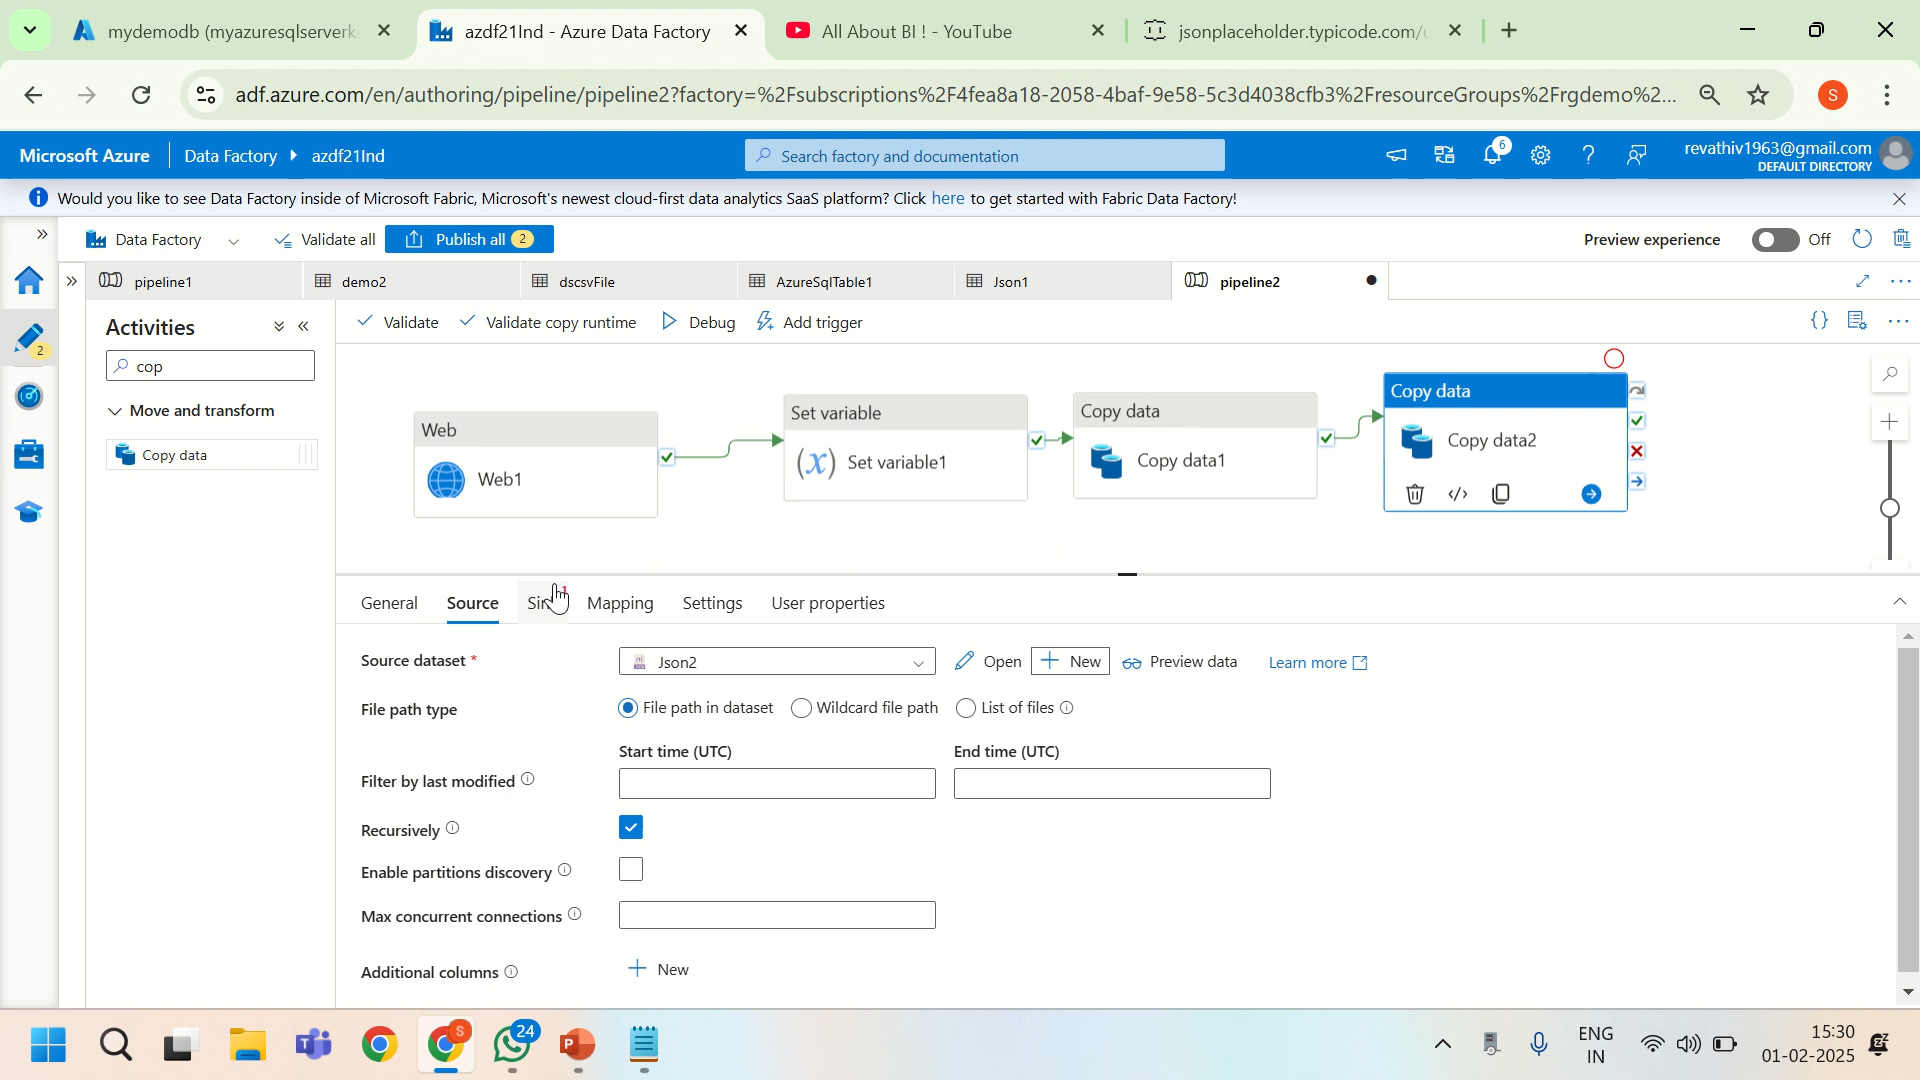 mydemodb (myazuresqlserverk
azdf21Ind - Azure Data Factory
All About BI ! - YouTube
jsonplaceholder.typicode.com/u
adf.azure.com/en/authoring/pipeline/pipeline2?factory=%2Fsubscriptions%2F4fea8a18-2058-4baf-9e58-5c3d4038cfb3%2FresourceGroups%2Frgdemo%2...
S
Microsoft Azure
Data Factory
azdf21Ind
Search factory and documentation
6
revathiv1963@gmail.com
DEFAULT DIRECTORY
Would you like to see Data Factory inside of Microsoft Fabric, Microsoft's newest cloud-first data analytics SaaS platform? Click here to get started with Fabric Data Factory!
Data Factory
Validate all
Publish all 2
Preview experience
Off
pipeline1
demo2
dscsvFile
AzureSqlTable1
Json1
pipeline2
2
Activities
cop
Move and transform
Copy data
Validate
Validate copy runtime
Debug
Add trigger
Web
Web1
Set variable
(x) Set variable1
Copy data
Copy data1
Copy data
Copy data2
General
Source
1
Mapping
Settings
User properties
Source dataset *
Json2
Open
New
Preview data
Learn more
File path type
File path in dataset
Wildcard file path
List of files
Start time (UTC)
End time (UTC)
Filter by last modified
Recursively
Enable partitions discovery
Max concurrent connections
Additional columns
New
S
24
ENG
IN
15:30
01-02-2025